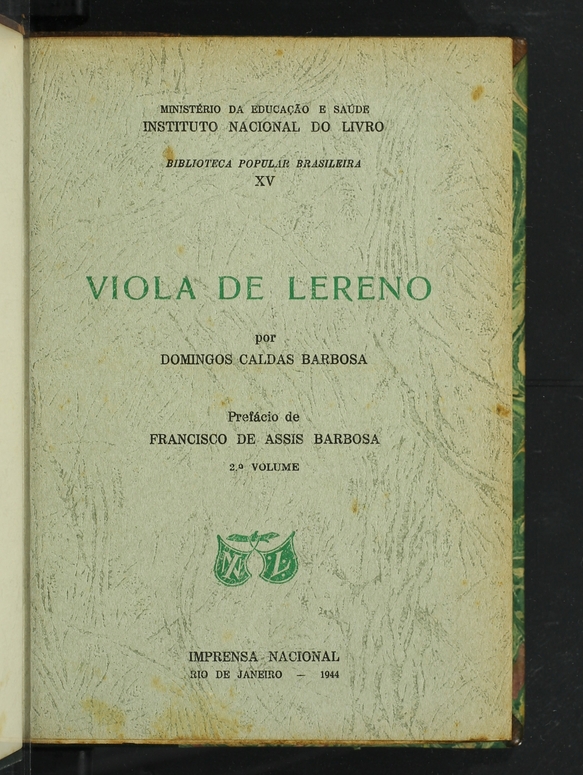 MINISTÉRIO DA EDUCAÇÃO E SAÚDE
INSTITUTO NACIONAL DO LIVRO
BIBLIOTECA POPULAR BRASILEIRA
XV
VIOLA DE LERENO
por
DOMINGOS CALDAS BARBOSA
Prefácio de
FRANCISCO DE ASSIS BARBOSA
2.º VOLUME
IMPRENSA NACIONAL
RIO DE JANEIRO — 1944